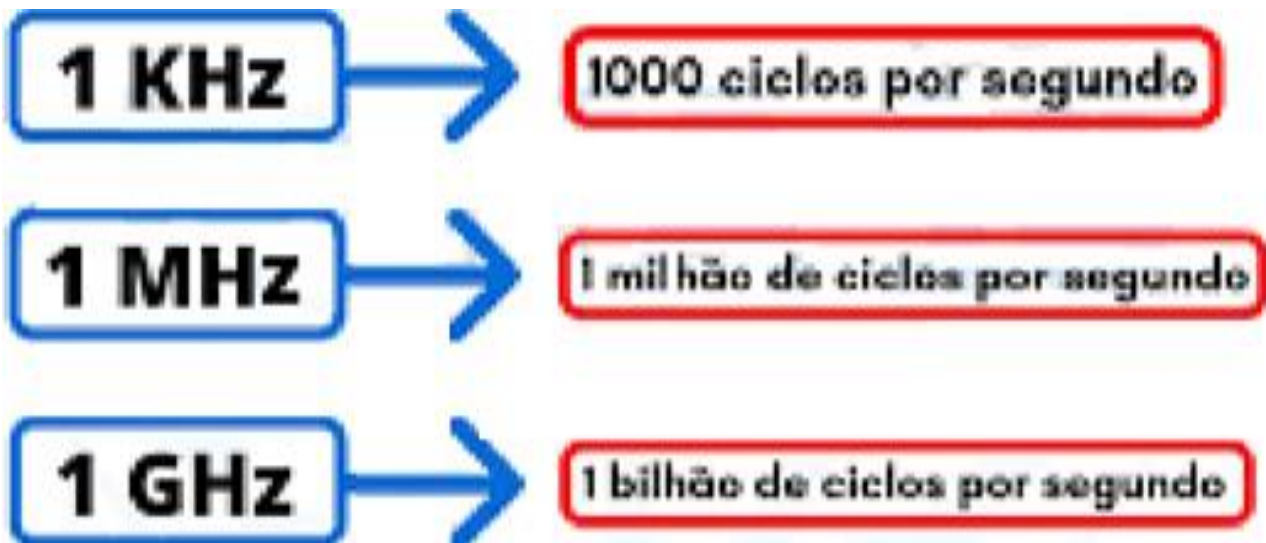 1 KHz
1000 ciclos por segundo
1 MHz
1 milhão de ciclos por segundo
1 GHz
1 bilhão de ciclos por segundo